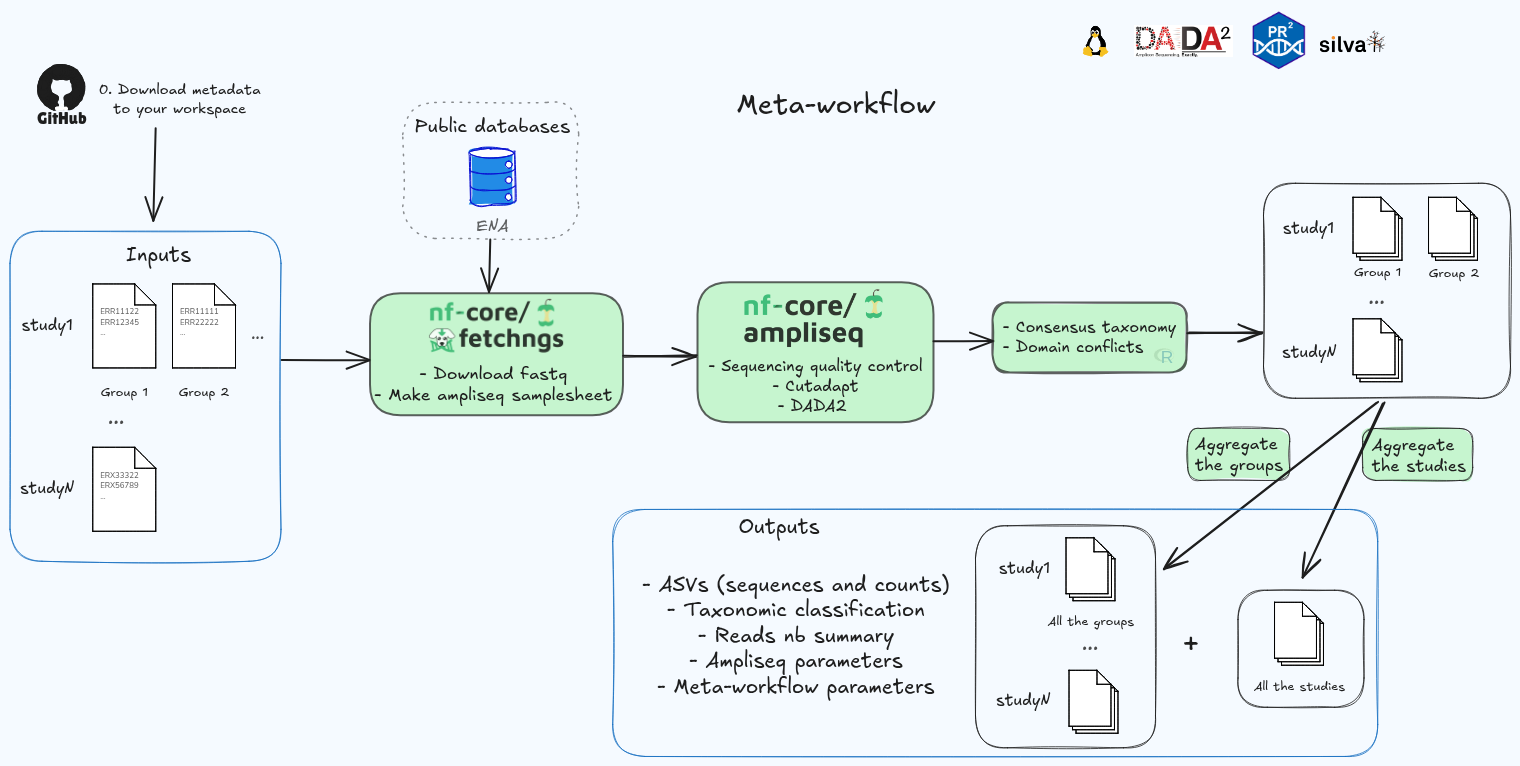 DADA2
Amplicon Sequencing. Exactly.
PR2
silva
GitHub
0. Download metadata
to your workspace
Meta-workflow
Public databases
ENA
Inputs
study1
ERR11122
ERR12345
...
ERR11111
ERR22222
...
...
Group 1
Group 2
...
studyN
ERX33322
ERX56789
...
nf-core/
fetchngs
- Download fastq
- Make ampliseq samplesheet
nf-core/
ampliseq
- Sequencing quality control
- Cutadapt
- DADA2
- Consensus taxonomy
- Domain conflicts
R
study1
Group 1
Group 2
...
studyN
Aggregate
the groups
Aggregate
the studies
Outputs
- ASVs (sequences and counts)
- Taxonomic classification
- Reads nb summary
- Ampliseq parameters
- Meta-workflow parameters
study1
All the groups
...
studyN
+
All the studies